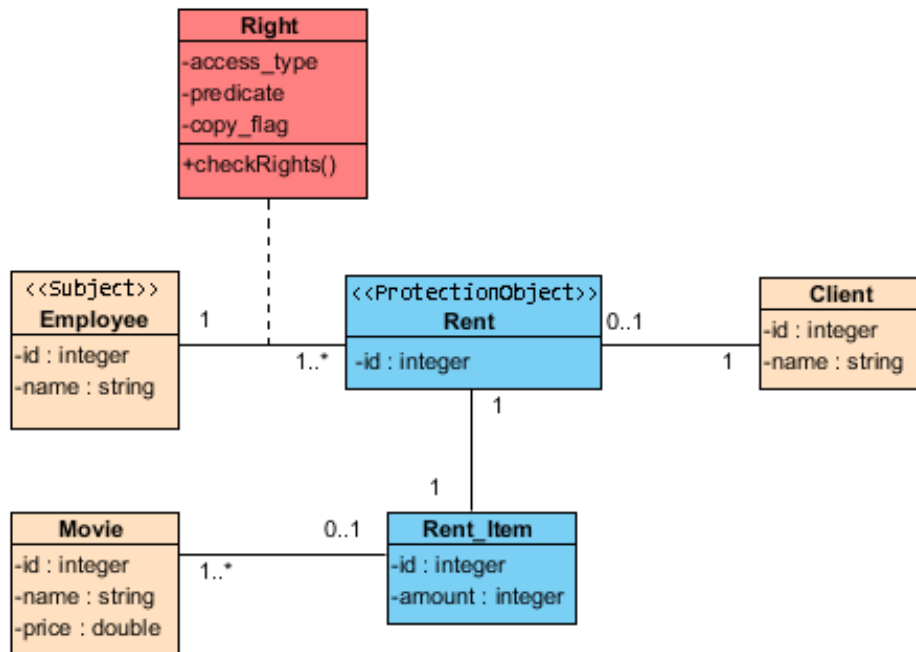 Right
-access_type
-predicate
-copy_flag
+checkRights()
<<Subject>>
Employee
-id : integer
-name : string
1
1..*
<<ProtectionObject>>
Rent
-id : integer
0..1
1
Client
-id : integer
-name : string
1
1
Movie
-id : integer
-name : string
-price : double
1..*
0..1
Rent_Item
-id : integer
-amount : integer